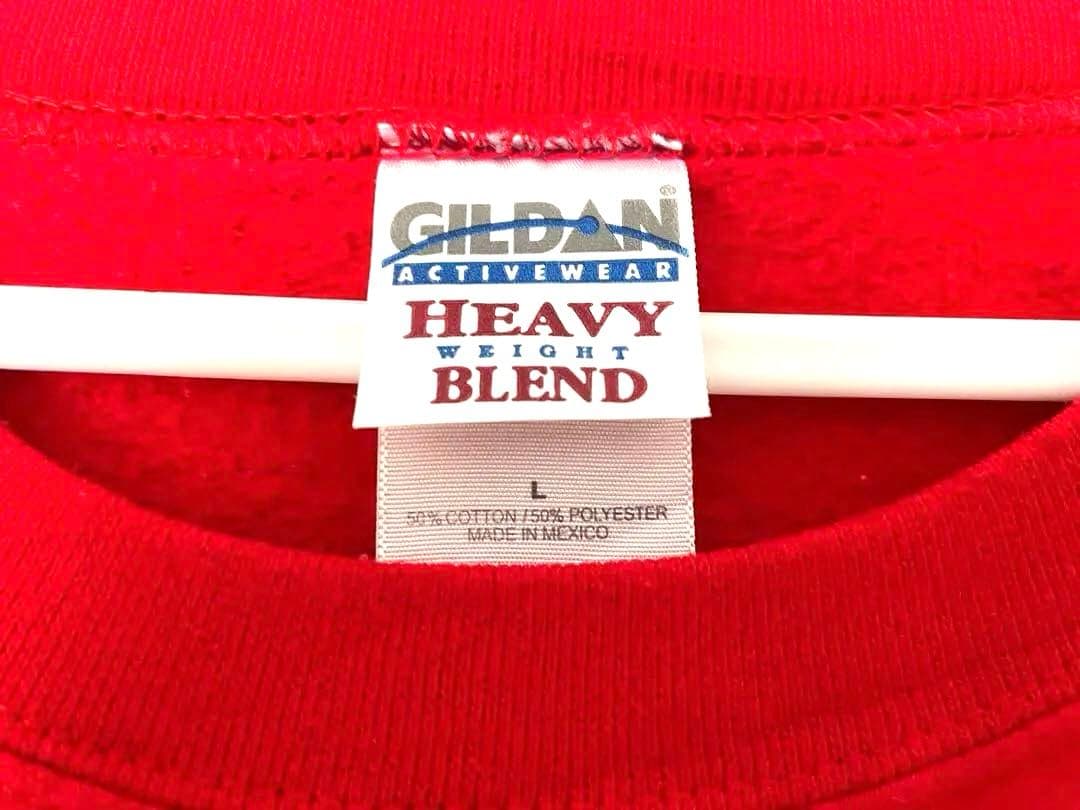 GILDAN®
ACTIVEWEAR
HEAVY
WEIGHT
BLEND
L
50% COTTON / 50% POLYESTER
MADE IN MEXICO